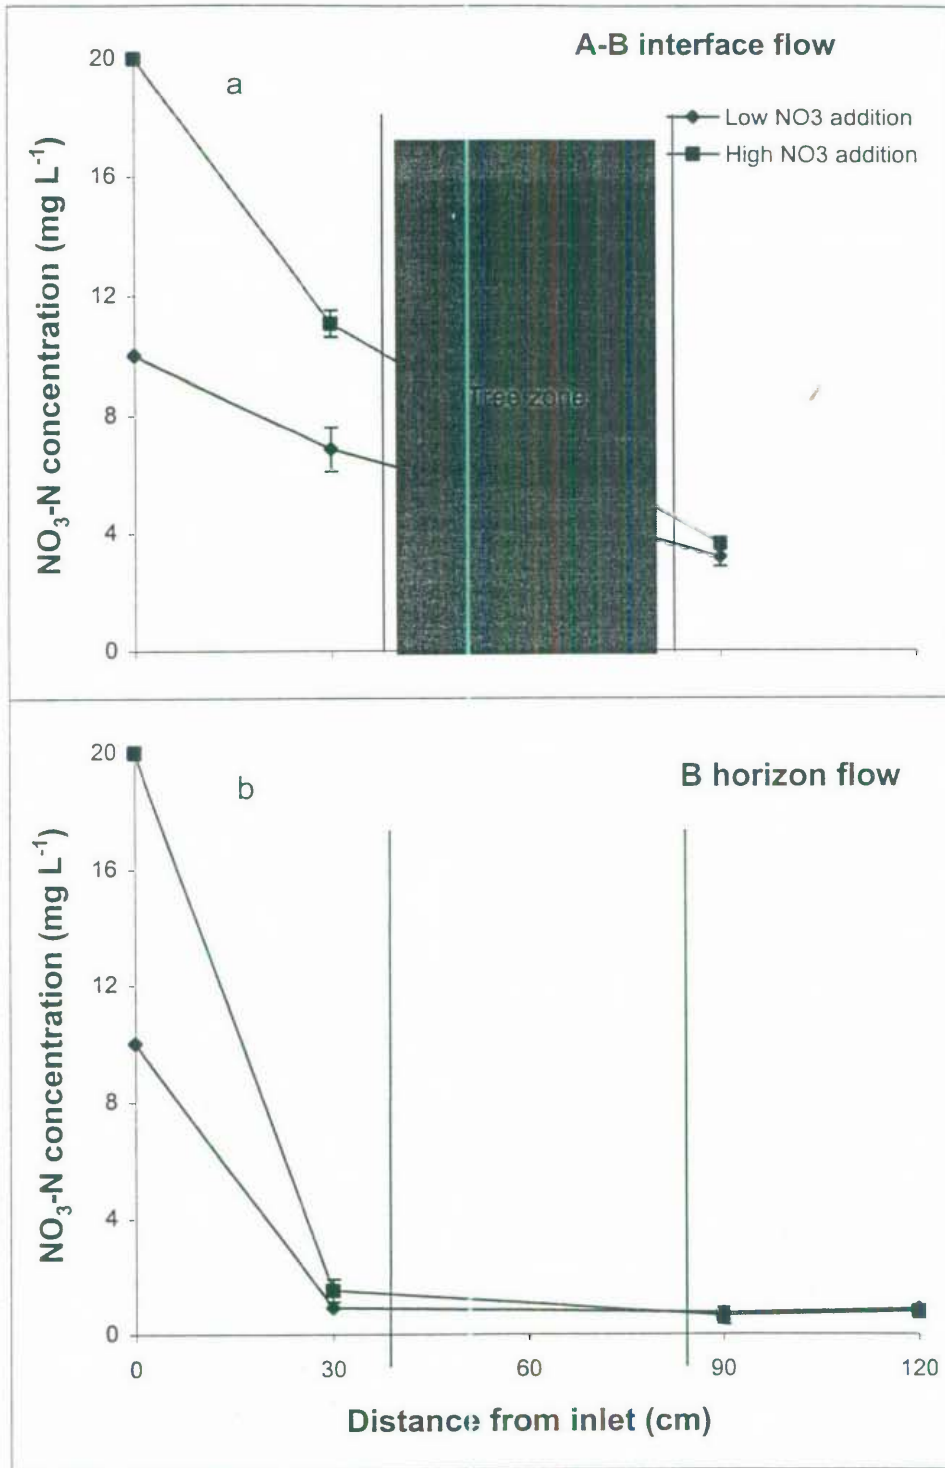 A-B interface flow
a
Low NO3 addition
High NO3 addition
20
16
12
8
4
0
NO₃-N concentration (mg L⁻¹)
Tree zone
B horizon flow
b
20
16
12
8
4
0
NO₃-N concentration (mg L⁻¹)
0 30 60 90 120
Distance from inlet (cm)